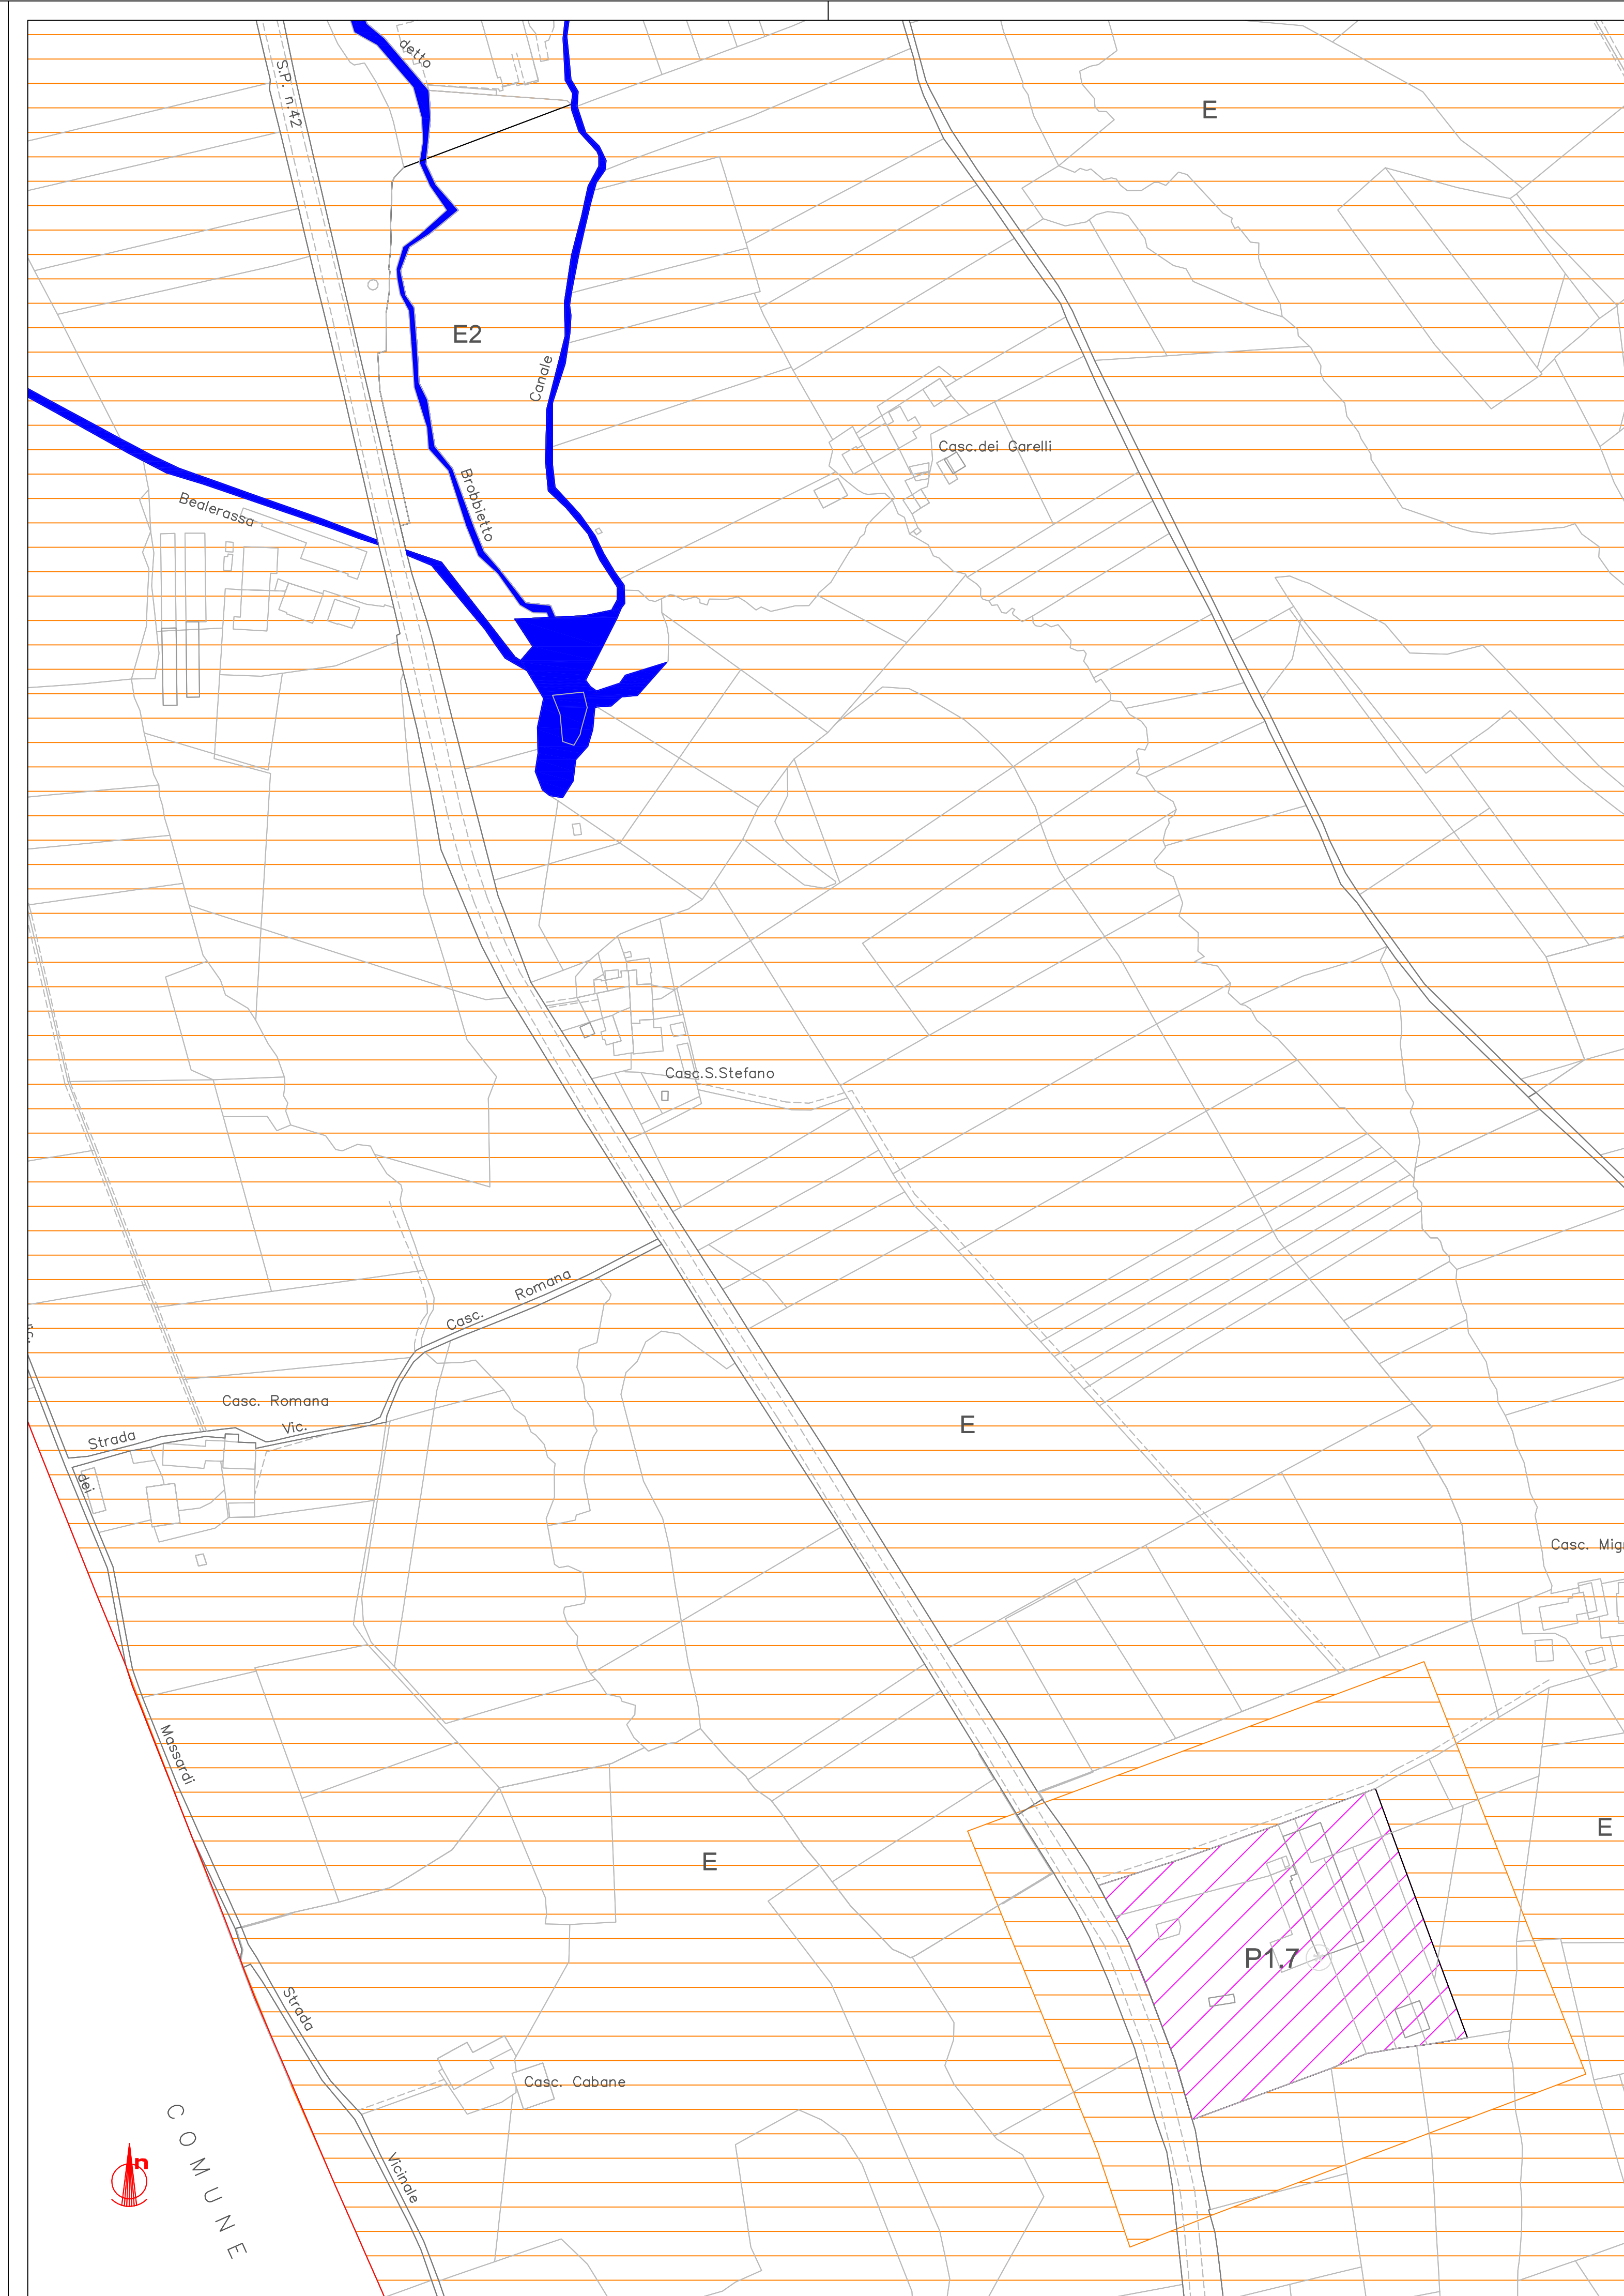 detto
S.P. n.42
E
E2
Canale
Casc.dei Garelli
Brobbietto
Bealerassa
Casc.S.Stefano
Casc. Romana
Casc. Romana
Strada Vic.
dei
E
Casc. Mig
Massardi
E
E
P1.7
Strada
Casc. Cabane
COMUNE
n
Vicinale